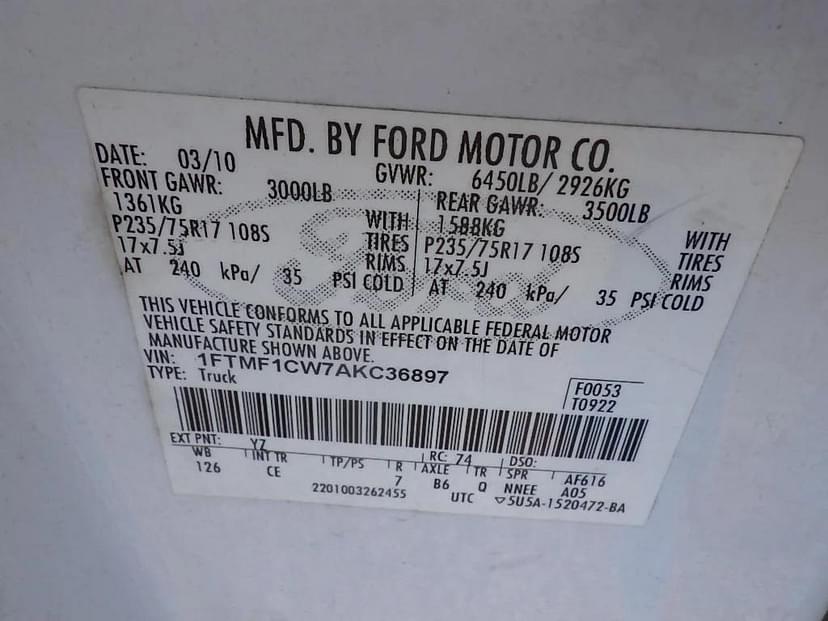 MFD. BY FORD MOTOR CO.
DATE: 03/10 GVWR: 6450LB/ 2926KG
FRONT GAWR: 3000LB REAR GAWR: 3500LB
1361KG WITH 1588KG WITH
P235/75R17 108S TIRES P235/75R17 108S TIRES
17x7.5J RIMS 17x7.5J RIMS
AT 240 kPa/ 35 PSI COLD AT 240 kPa/ 35 PSI COLD
THIS VEHICLE CONFORMS TO ALL APPLICABLE FEDERAL MOTOR
VEHICLE SAFETY STANDARDS IN EFFECT ON THE DATE OF
MANUFACTURE SHOWN ABOVE.
VIN: 1FTMF1CW7AKC36897
TYPE: Truck
F0053
T0922
EXT PNT: YZ RC: 74 DSO:
WB INT TR TP/PS R AXLE TR SPR AF616
126 CE 7 B6 Q NNEE A05
2201003262455 UTC ▽5U5A-1520472-BA